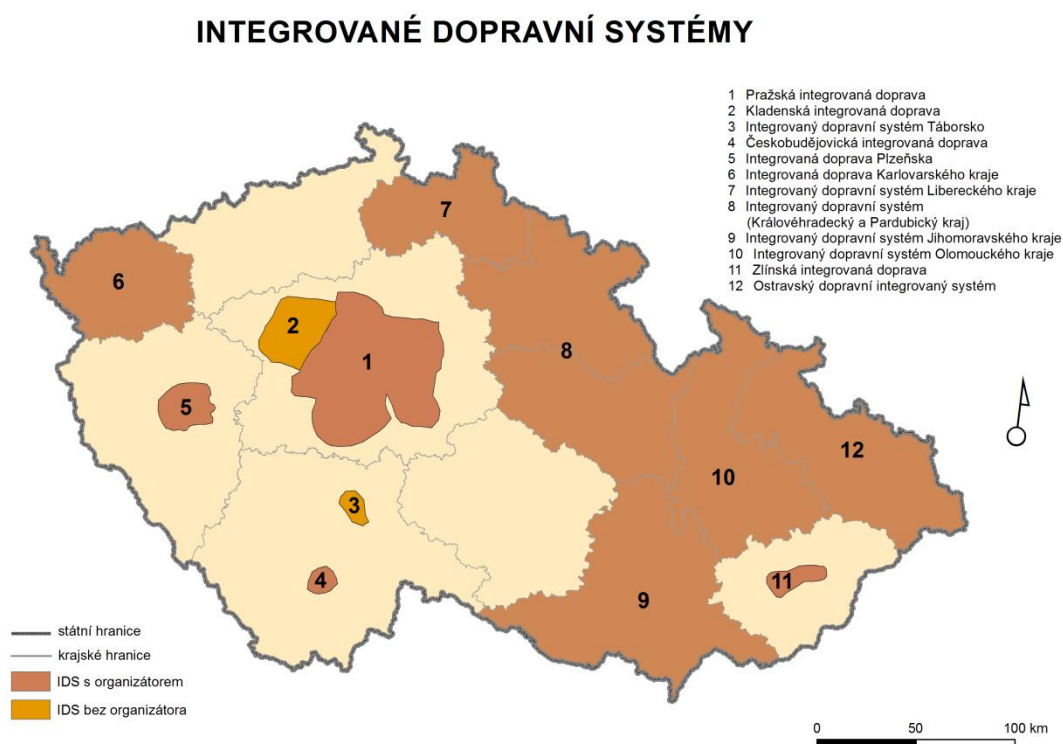 INTEGROVANÉ DOPRAVNÍ SYSTÉMY
1 Pražská integrovaná doprava
2 Kladenská integrovaná doprava
3 Integrovaný dopravní systém Táborsko
4 Českobudějovická integrovaná doprava
5 Integrovaná doprava Plzeňska
6 Integrovaná doprava Karlovarského kraje
7 Integrovaný dopravní systém Libereckého kraje
8 Integrovaný dopravní systém
(Královéhradecký a Pardubický kraj)
9 Integrovaný dopravní systém Jihomoravského kraje
10 Integrovaný dopravní systém Olomouckého kraje
11 Zlínská integrovaná doprava
12 Ostravský dopravní integrovaný systém
7
6
2
1
8
5
12
10
3
4
11
9
státní hranice
krajské hranice
IDS s organizátorem
IDS bez organizátora
0 50 100 km